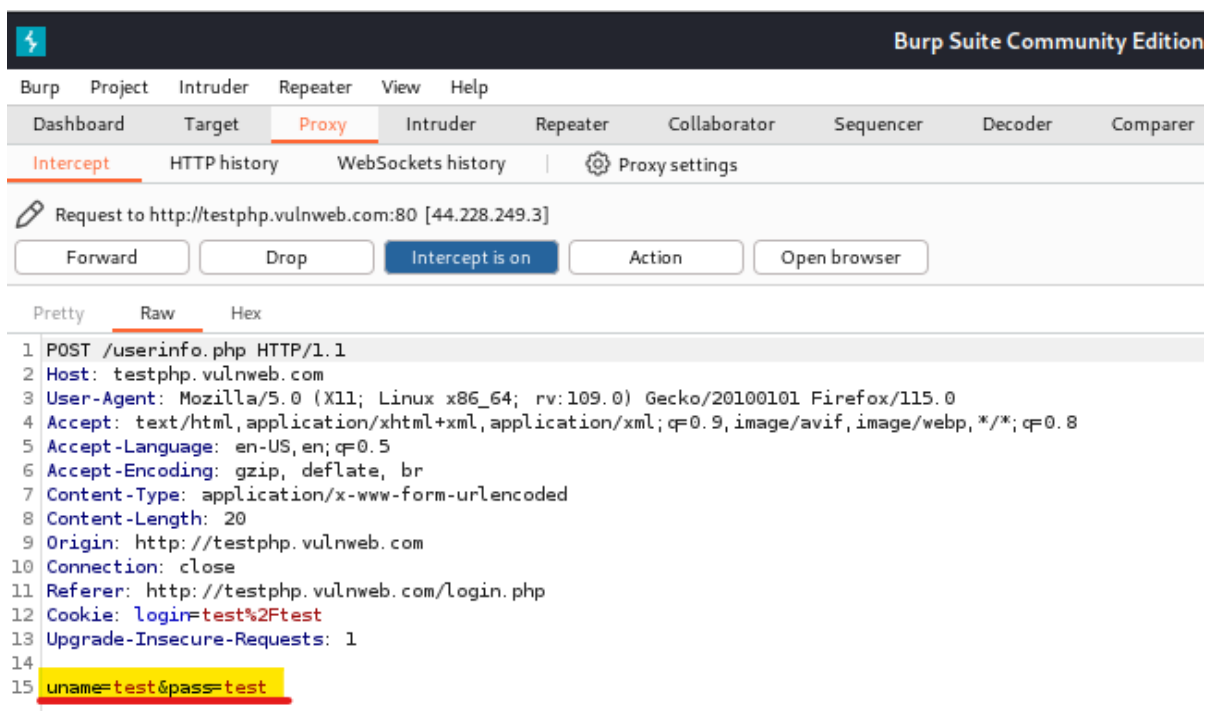 Burp Suite Community Edition
Burp Project Intruder Repeater View Help
Dashboard Target Proxy Intruder Repeater Collaborator Sequencer Decoder Comparer
Intercept HTTP history WebSockets history Proxy settings
Request to http://testphp.vulnweb.com:80 [44.228.249.3]
Forward Drop Intercept is on Action Open browser
Pretty Raw Hex
1 POST /userinfo.php HTTP/1.1
2 Host: testphp.vulnweb.com
3 User-Agent: Mozilla/5.0 (X11; Linux x86_64; rv:109.0) Gecko/20100101 Firefox/115.0
4 Accept: text/html,application/xhtml+xml,application/xml;q=0.9,image/avif,image/webp,*/*;q=0.8
5 Accept-Language: en-US,en;q=0.5
6 Accept-Encoding: gzip, deflate, br
7 Content-Type: application/x-www-form-urlencoded
8 Content-Length: 20
9 Origin: http://testphp.vulnweb.com
10 Connection: close
11 Referer: http://testphp.vulnweb.com/login.php
12 Cookie: login=test%2Ftest
13 Upgrade-Insecure-Requests: 1
14
15 uname=test&pass=test